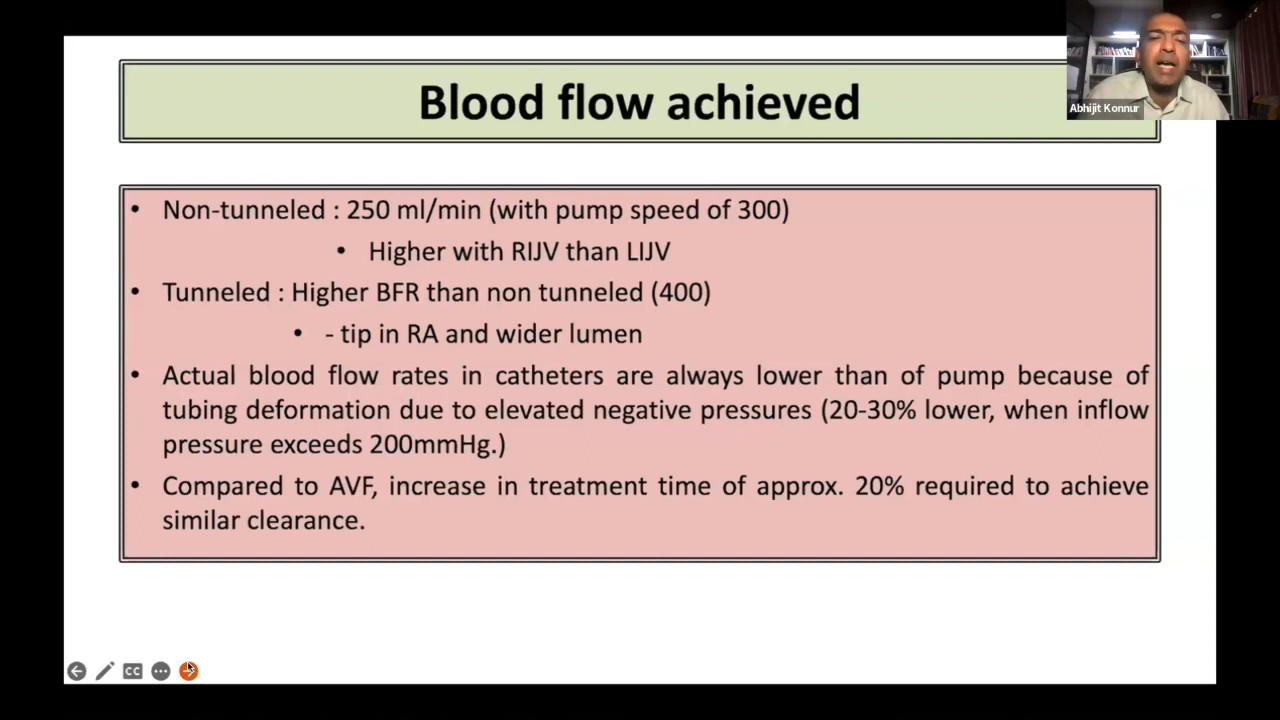 Blood flow achieved
Abhijit Konnur
• Non-tunneled : 250 ml/min (with pump speed of 300)
• Higher with RIJV than LIJV
• Tunneled : Higher BFR than non tunneled (400)
• - tip in RA and wider lumen
• Actual blood flow rates in catheters are always lower than of pump because of
tubing deformation due to elevated negative pressures (20-30% lower, when inflow
pressure exceeds 200mmHg.)
• Compared to AVF, increase in treatment time of approx. 20% required to achieve
similar clearance.
CC